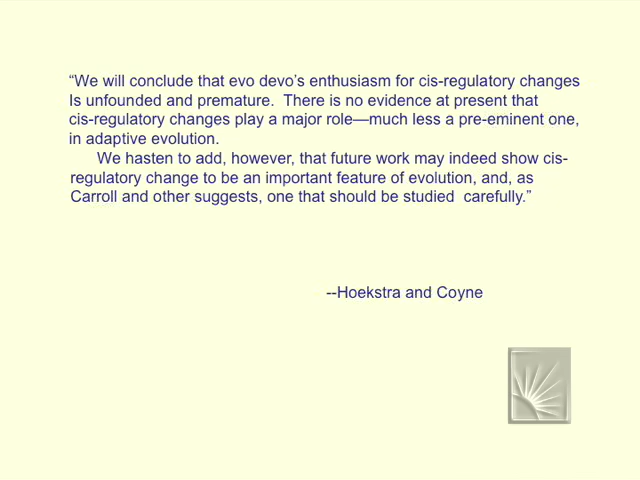 “We will conclude that evo devo’s enthusiasm for cis-regulatory changes
Is unfounded and premature.  There is no evidence at present that
cis-regulatory changes play a major role—much less a pre-eminent one,
in adaptive evolution.
We hasten to add, however, that future work may indeed show cis-
regulatory change to be an important feature of evolution, and, as
Carroll and other suggests, one that should be studied  carefully.”
--Hoekstra and Coyne